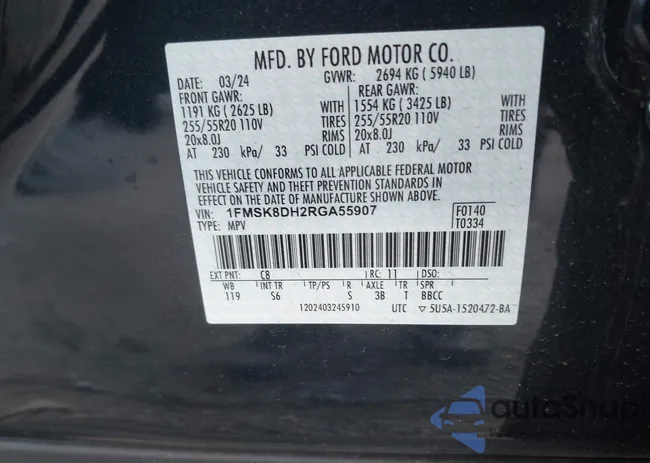 MFD. BY FORD MOTOR CO.
DATE: 03/24 GVWR: 2694 KG ( 5940 LB)
FRONT GAWR: REAR GAWR:
1191 KG ( 2625 LB) WITH 1554 KG ( 3425 LB) WITH
255/55R20 110V TIRES 255/55R20 110V TIRES
20x8.0J RIMS 20x8.0J RIMS
AT 230 kPa/ 33 PSI COLD AT 230 kPa/ 33 PSI COLD
THIS VEHICLE CONFORMS TO ALL APPLICABLE FEDERAL MOTOR
VEHICLE SAFETY AND THEFT PREVENTION STANDARDS IN
EFFECT ON THE DATE OF MANUFACTURE SHOWN ABOVE.
VIN: 1FMSK8DH2RGA55907 F0140
TYPE: MPV T0334
EXT PNT: C8 RC: 11 DSO:
WB INT TR TP/PS R AXLE TR SPR
119 S6 S 3B T BBCC
1202403245910 UTC 5U5A-1520472-BA
autoSnap